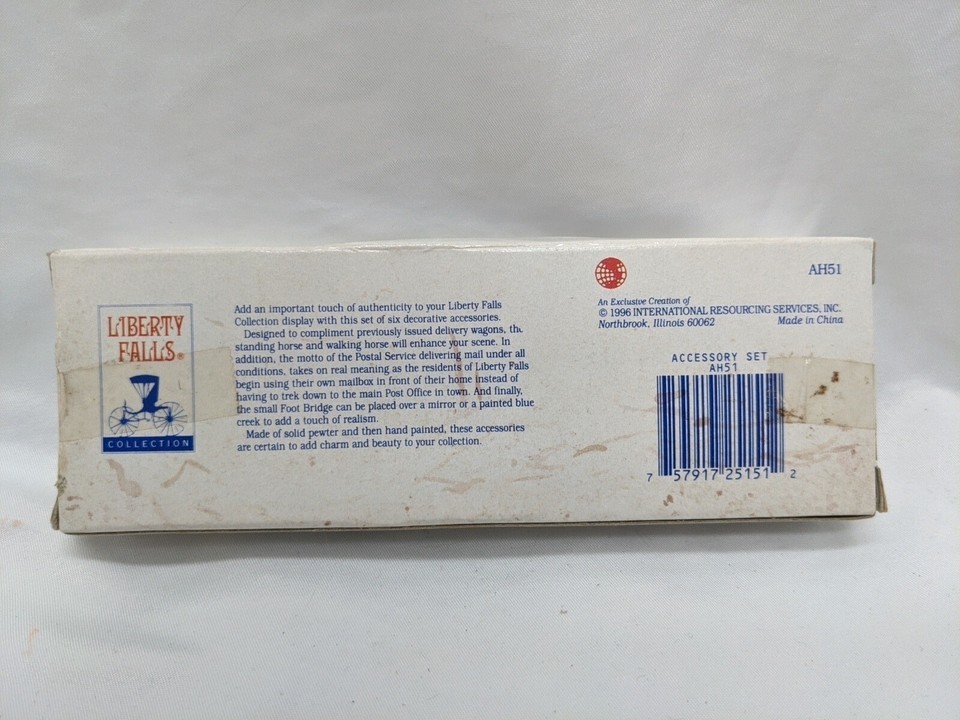 LIBERTY
FALLS®
COLLECTION
Add an important touch of authenticity to your Liberty Falls
Collection display with this set of six decorative accessories.
Designed to compliment previously issued delivery wagons, the
standing horse and walking horse will enhance your scene. In
addition, the motto of the Postal Service delivering mail under all
conditions, takes on real meaning as the residents of Liberty Falls
begin using their own mailbox in front of their home instead of
having to trek down to the main Post Office in town. And finally,
the small Foot Bridge can be placed over a mirror or a painted blue
creek to add a touch of realism.
Made of solid pewter and then hand painted, these accessories
are certain to add charm and beauty to your collection.
AH51
An Exclusive Creation of
© 1996 INTERNATIONAL RESOURCING SERVICES, INC.
Northbrook, Illinois 60062 Made in China
ACCESSORY SET
AH51
7 57917 25151 2